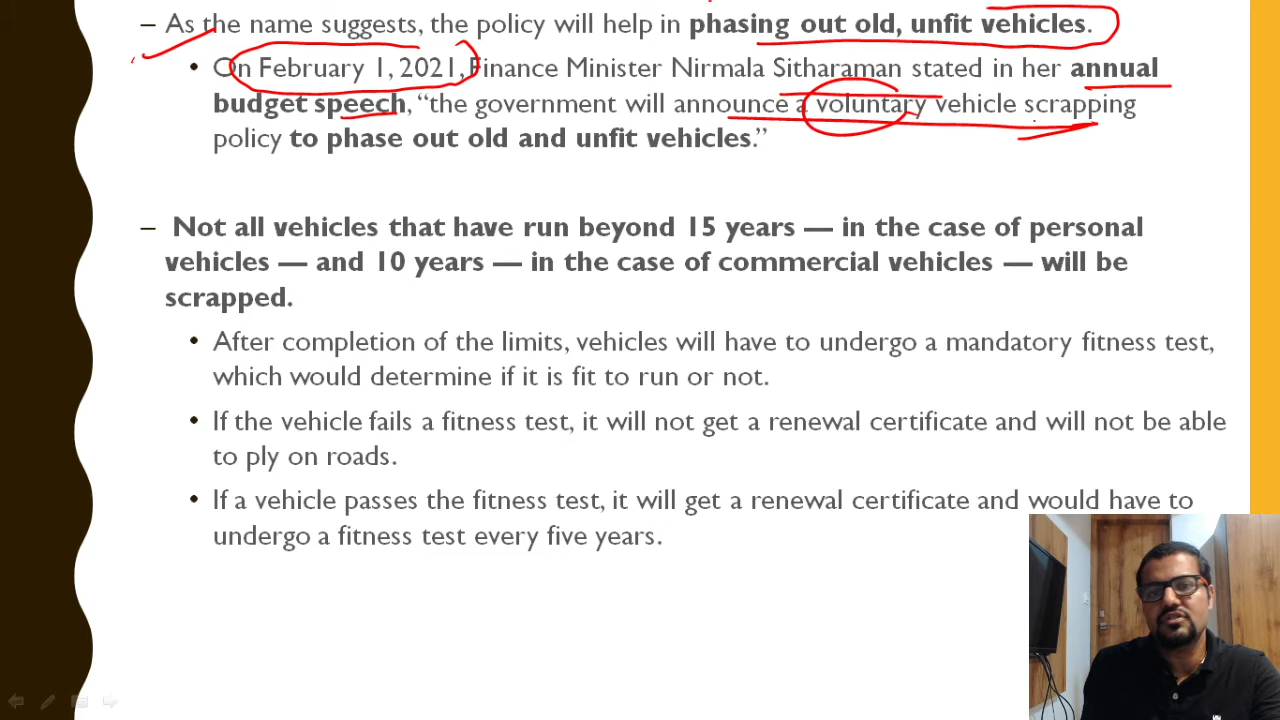 – As the name suggests, the policy will help in phasing out old, unfit vehicles.
• On February 1, 2021, Finance Minister Nirmala Sitharaman stated in her annual
budget speech, “the government will announce a voluntary vehicle scrapping
policy to phase out old and unfit vehicles.”
– Not all vehicles that have run beyond 15 years — in the case of personal
vehicles — and 10 years — in the case of commercial vehicles — will be
scrapped.
• After completion of the limits, vehicles will have to undergo a mandatory fitness test,
which would determine if it is fit to run or not.
• If the vehicle fails a fitness test, it will not get a renewal certificate and will not be able
to ply on roads.
• If a vehicle passes the fitness test, it will get a renewal certificate and would have to
undergo a fitness test every five years.